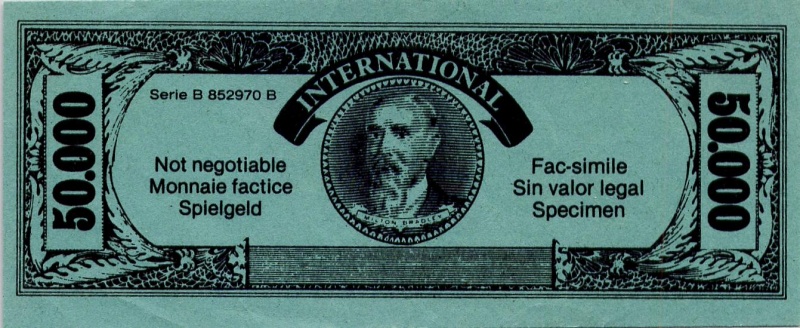 INTERNATIONAL
Serie B 852970 B
50.000
50.000
Not negotiable
Monnaie factice
Spielgeld
Fac-simile
Sin valor legal
Specimen
MILTON BRADLEY